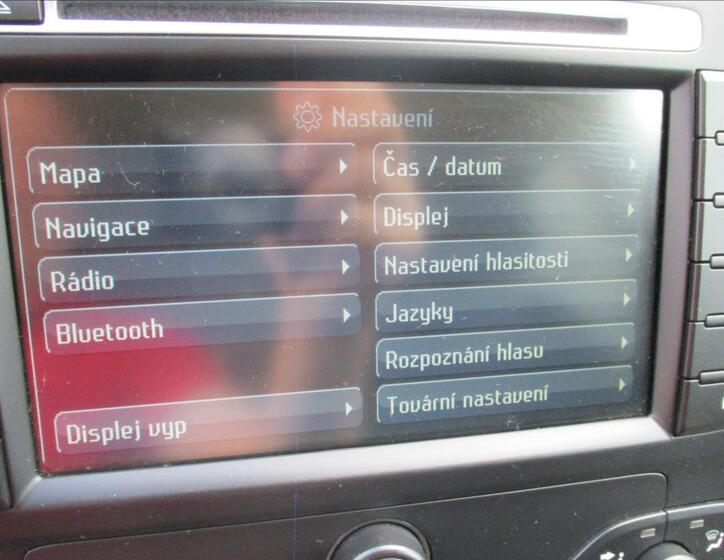 Nastavení
Mapa
Navigace
Rádio
Bluetooth
Displej vyp
Čas / datum
Displej
Nastavení hlasitosti
Jazyky
Rozpoznání hlasu
Tovární nastavení